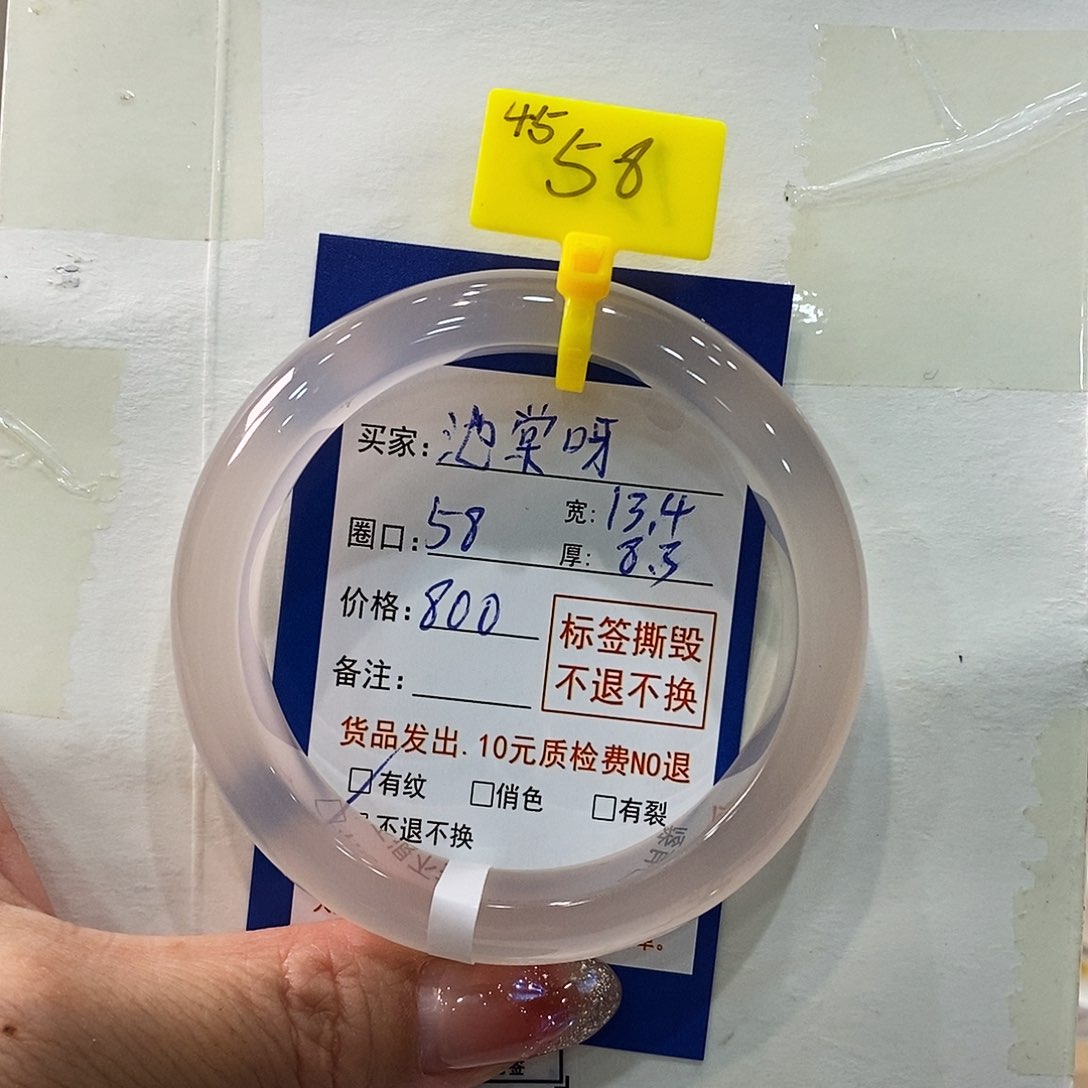 45
58
买家:池棠呀
圈口:58 宽:13.4
厚:8.5
价格:800
标签撕毁
不退不换
备注:
货品发出.10元质检费NO退
□有纹 □俏色 □有裂
不退不换